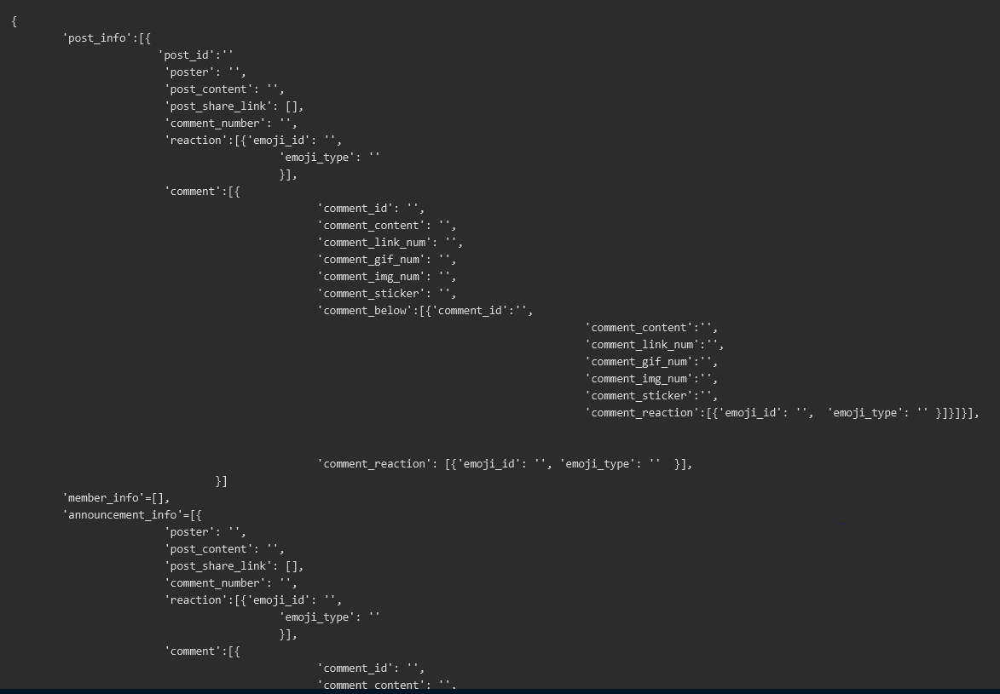 {
'post_info':[{
'post_id':''
'poster': '',
'post_content': '',
'post_share_link': [],
'comment_number': '',
'reaction':[{'emoji_id': '',
'emoji_type': ''
}],
'comment':[{
'comment_id': '',
'comment_content': '',
'comment_link_num': '',
'comment_gif_num': '',
'comment_img_num': '',
'comment_sticker': '',
'comment_below':[{'comment_id':'',
'comment_content':'',
'comment_link_num':'',
'comment_gif_num':'',
'comment_img_num':'',
'comment_sticker':'',
'comment_reaction':[{'emoji_id': '',  'emoji_type': '' }]}]}],
'comment_reaction': [{'emoji_id': '', 'emoji_type': ''  }],
}]
'member_info'=[],
'announcement_info'=[{
'poster': '',
'post_content': '',
'post_share_link': [],
'comment_number': '',
'reaction':[{'emoji_id': '',
'emoji_type': ''
}],
'comment':[{
'comment_id': '',
'comment_content': '',